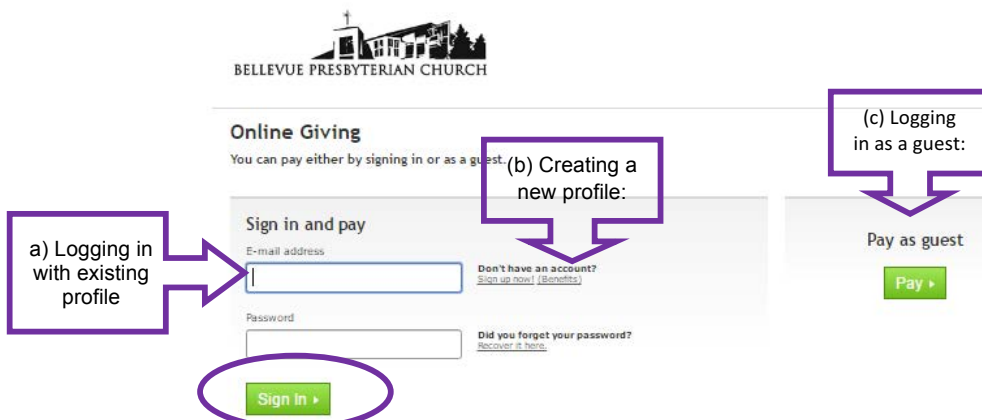 BELLEVUE PRESBYTERIAN CHURCH
Online Giving
You can pay either by signing in or as a guest.
(b) Creating a
new profile:
(c) Logging
in as a guest:
a) Logging in
with existing
profile
Sign in and pay
E-mail address
Don't have an account?
Sign up now! (Benefits)
Password
Did you forget your password?
Recover it here.
Sign In
Pay as guest
Pay